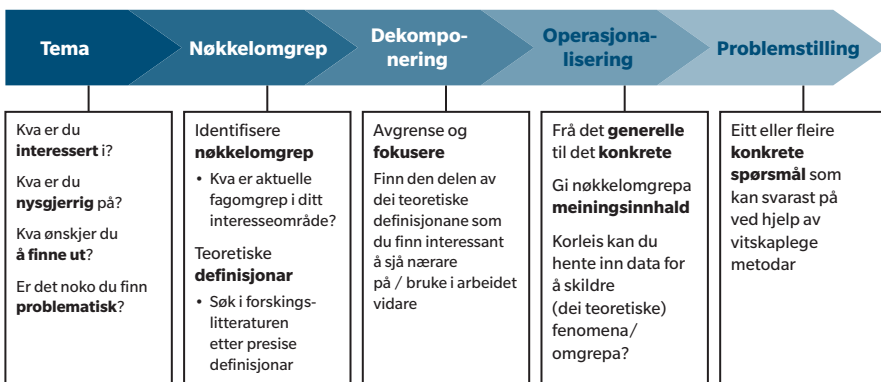 Tema
Nøkkelomgrep
Dekompo-
nering
Operasjona-
lisering
Problemstilling
Kva er du
interessert i?
Kva er du
nysgjerrig på?
Kva ønskjer du
å finne ut?
Er det noko du finn
problematisk?
Identifisere
nøkkelomgrep
• Kva er aktuelle
fagomgrep i ditt
interesseområde?
Teoretiske
definisjonar
• Søk i forskings-
litteraturen
etter presise
definisjonar
Avgrense og
fokusere
Finn den delen av
dei teoretiske
definisjonane som
du finn interessant
å sjå nærare
på / bruke i arbeidet
vidare
Frå det generelle
til det konkrete
Gi nøkkelomgrepa
meiningsinnhald
Korleis kan du
hente inn data for
å skildre
(dei teoretiske)
fenomena/
omgrepa?
Eitt eller fleire
konkrete
spørsmål som
kan svarast på
ved hjelp av
vitskaplege
metodar